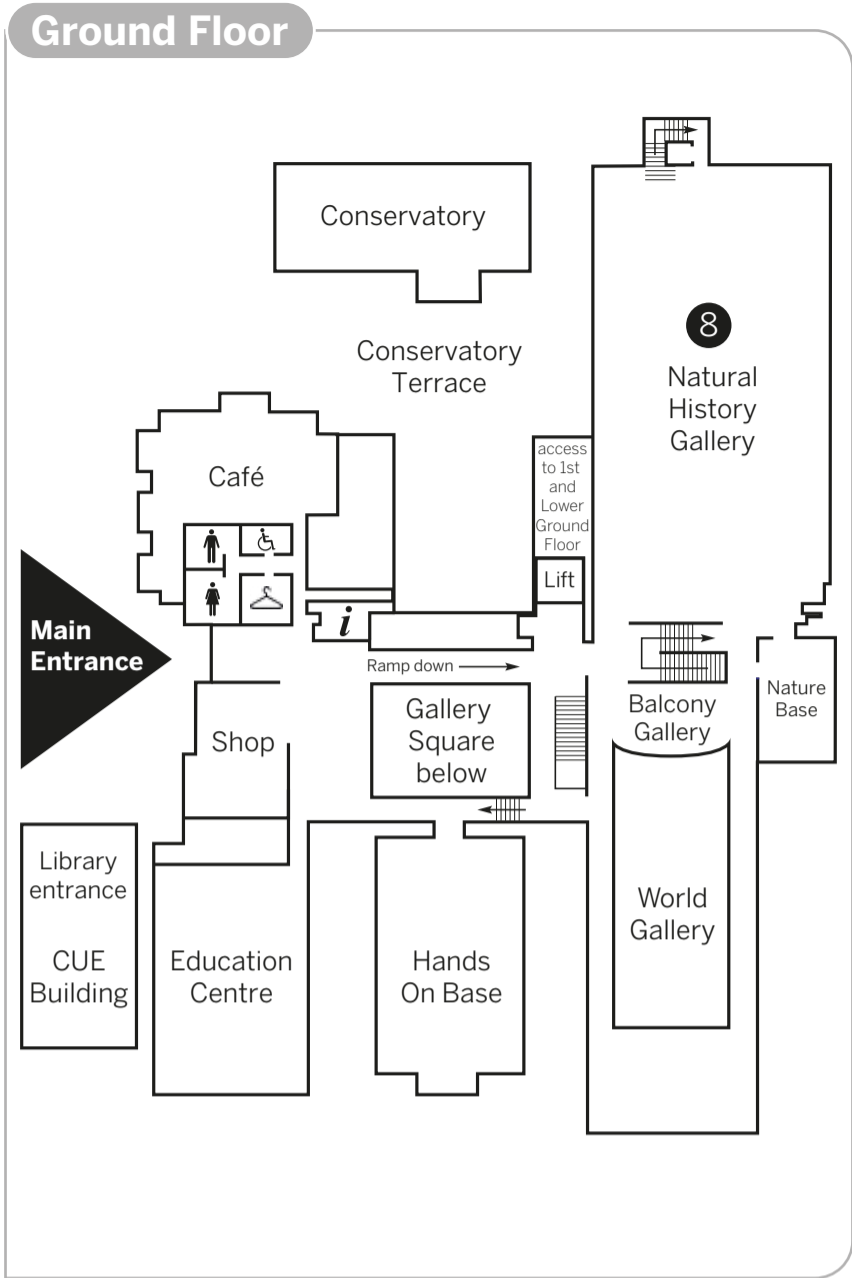 Ground Floor
Conservatory
Conservatory
Terrace
8
Natural
History
Gallery
access
to 1st
and
Lower
Ground
Floor
Lift
Café
i
Main
Entrance
Ramp down
Gallery
Square
below
Balcony
Gallery
Nature
Base
Shop
Library
entrance
CUE
Building
Education
Centre
Hands
On Base
World
Gallery